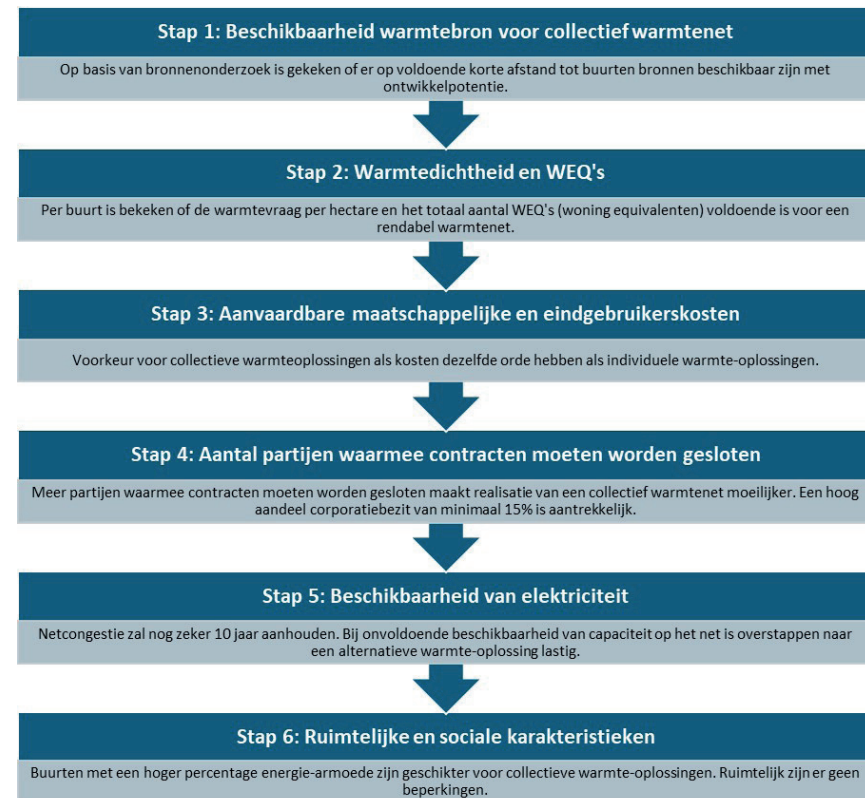 Stap 1: Beschikbaarheid warmtebron voor collectief warmtenet
Op basis van bronnenonderzoek is gekeken of er op voldoende korte afstand tot buurten bronnen beschikbaar zijn met
ontwikkelpotentie.
Stap 2: Warmtedichtheid en WEQ's
Per buurt is bekeken of de warmtevraag per hectare en het totaal aantal WEQ's (woning equivalenten) voldoende is voor een
rendabel warmtenet.
Stap 3: Aanvaardbare maatschappelijke en eindgebruikerskosten
Voorkeur voor collectieve warmteoplossingen als kosten dezelfde orde hebben als individuele warmte-oplossingen.
Stap 4: Aantal partijen waarmee contracten moeten worden gesloten
Meer partijen waarmee contracten moeten worden gesloten maakt realisatie van een collectief warmtenet moeilijker. Een hoog
aandeel corporatiebezit van minimaal 15% is aantrekkelijk.
Stap 5: Beschikbaarheid van elektriciteit
Netcongestie zal nog zeker 10 jaar aanhouden. Bij onvoldoende beschikbaarheid van capaciteit op het net is overstappen naar
een alternatieve warmte-oplossing lastig.
Stap 6: Ruimtelijke en sociale karakteristieken
Buurten met een hoger percentage energie-armoede zijn geschikter voor collectieve warmte-oplossingen. Ruimtelijk zijn er geen
beperkingen.